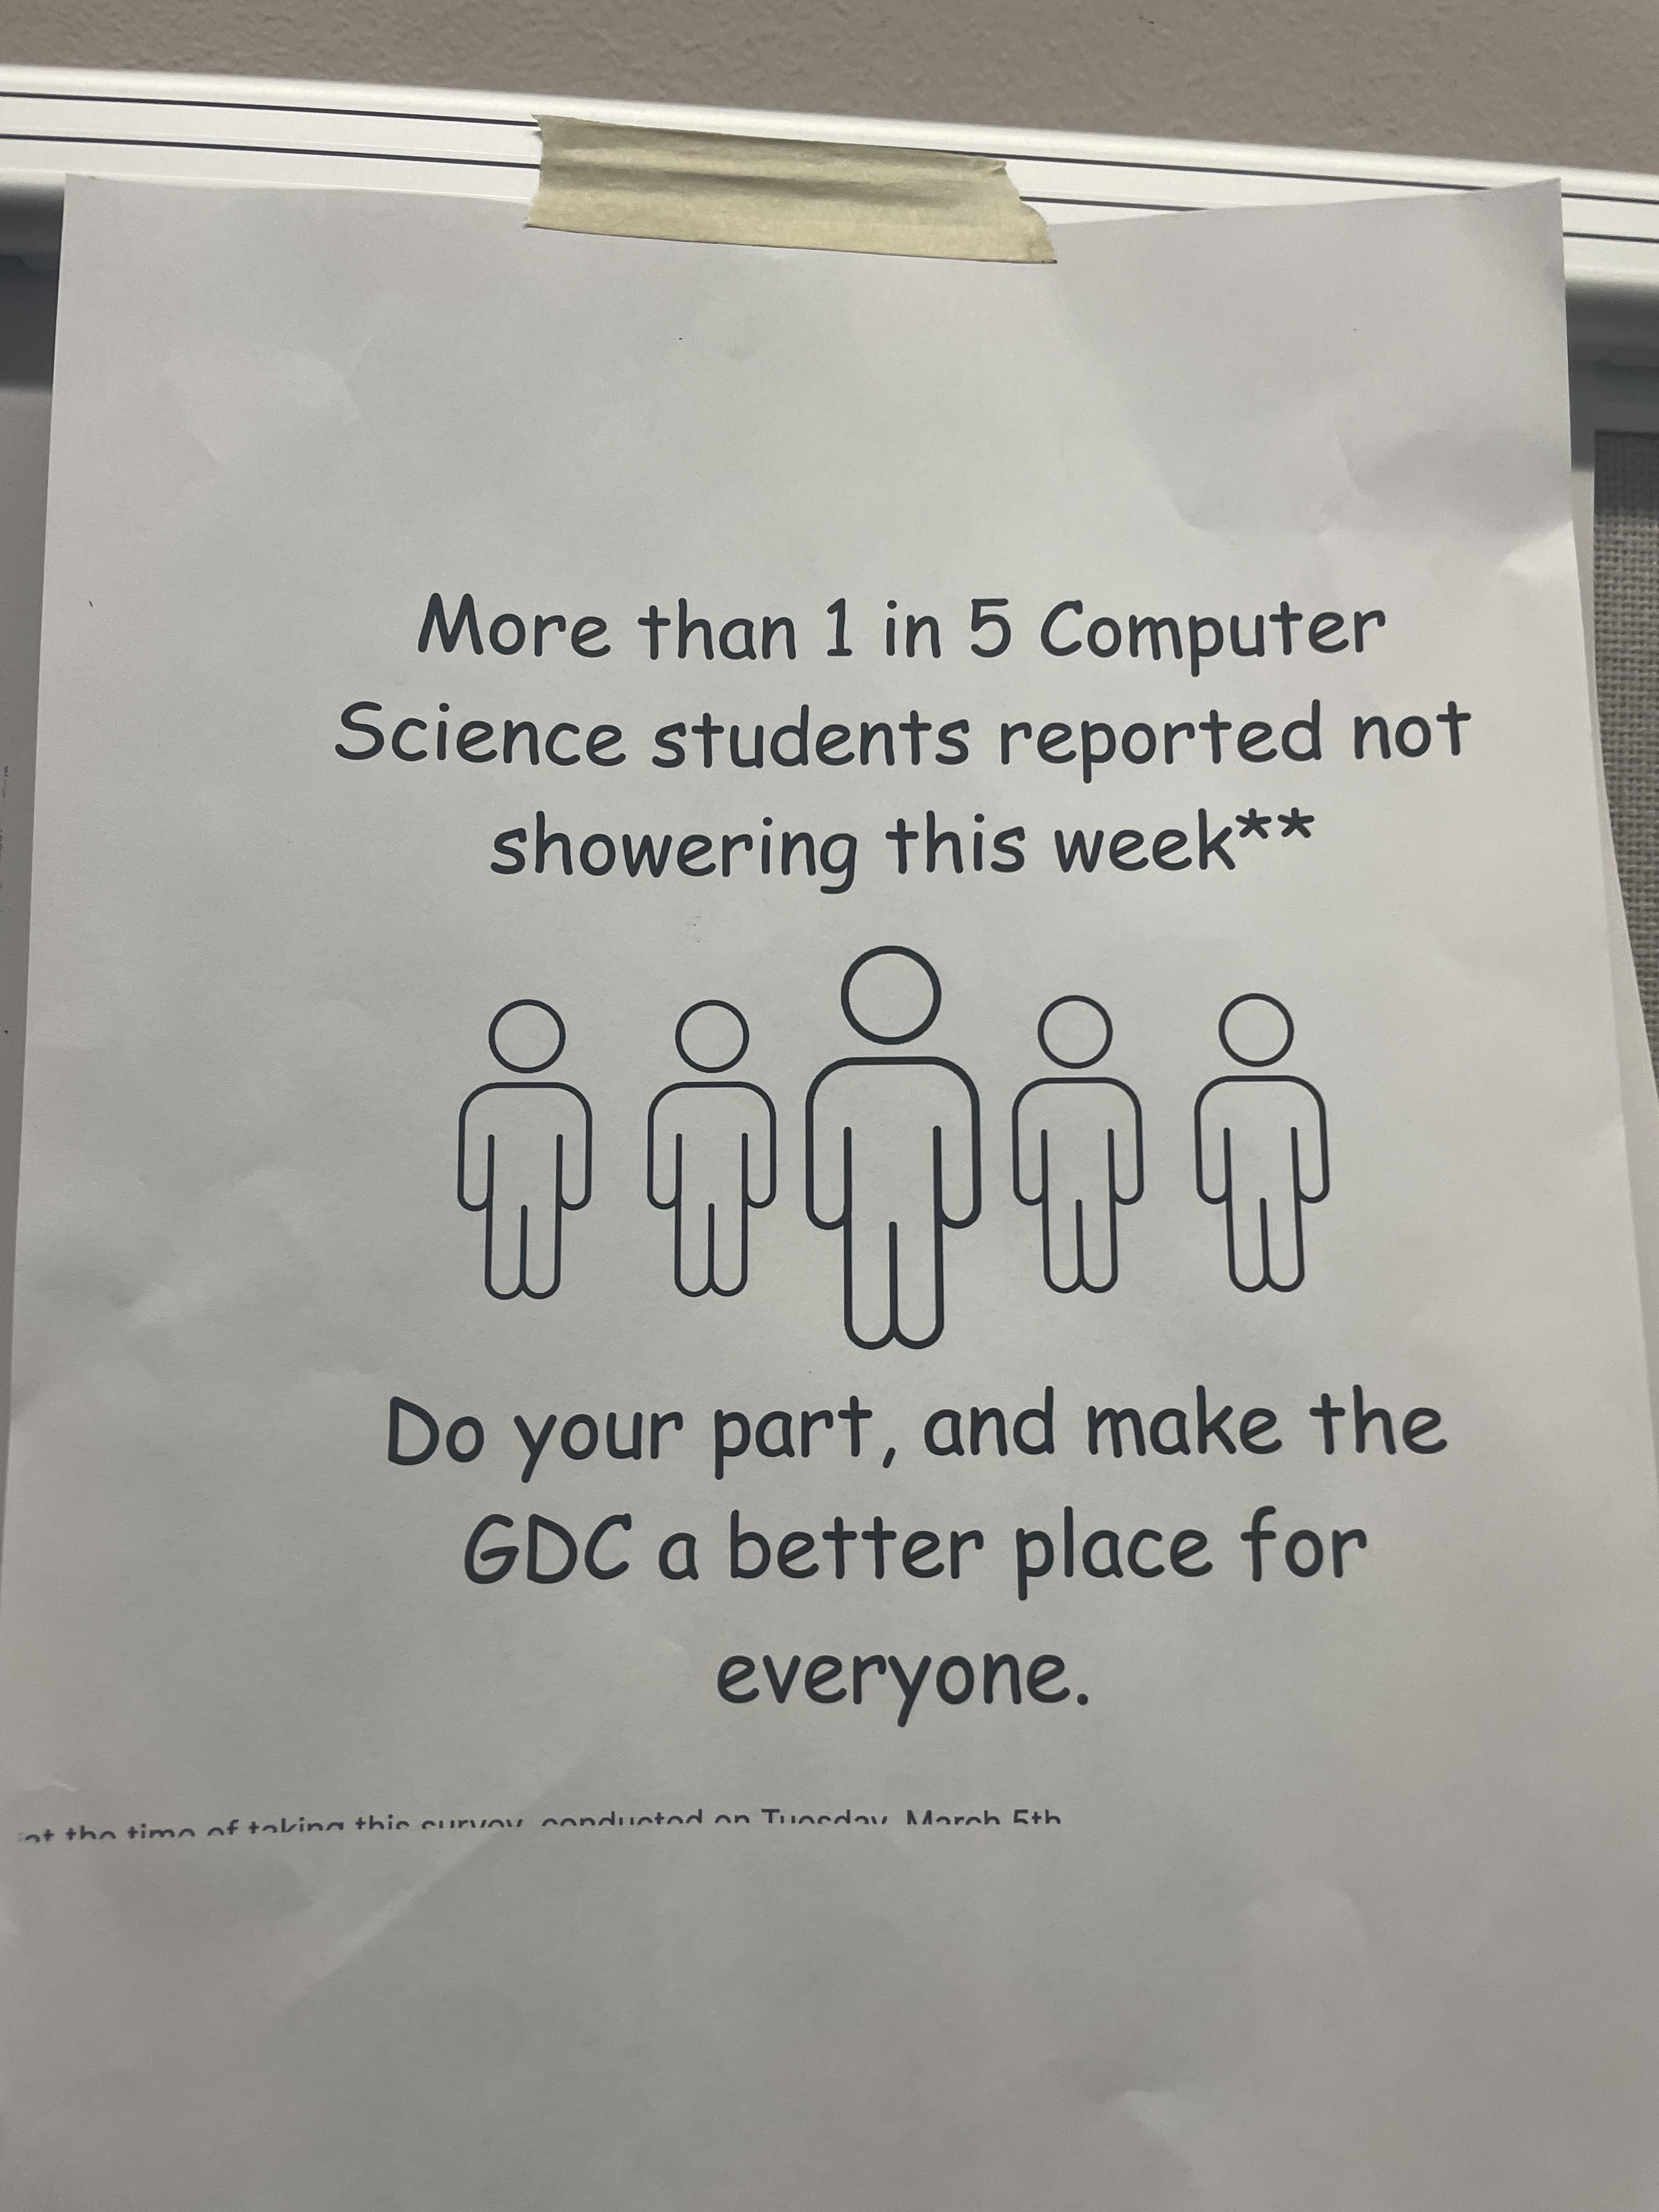 More than 1 in 5 Computer
Science students reported not
showering this week**
Do your part, and make the
GDC a better place for
everyone.
at the time of taking this survey, conducted on Tuesday, March 5th